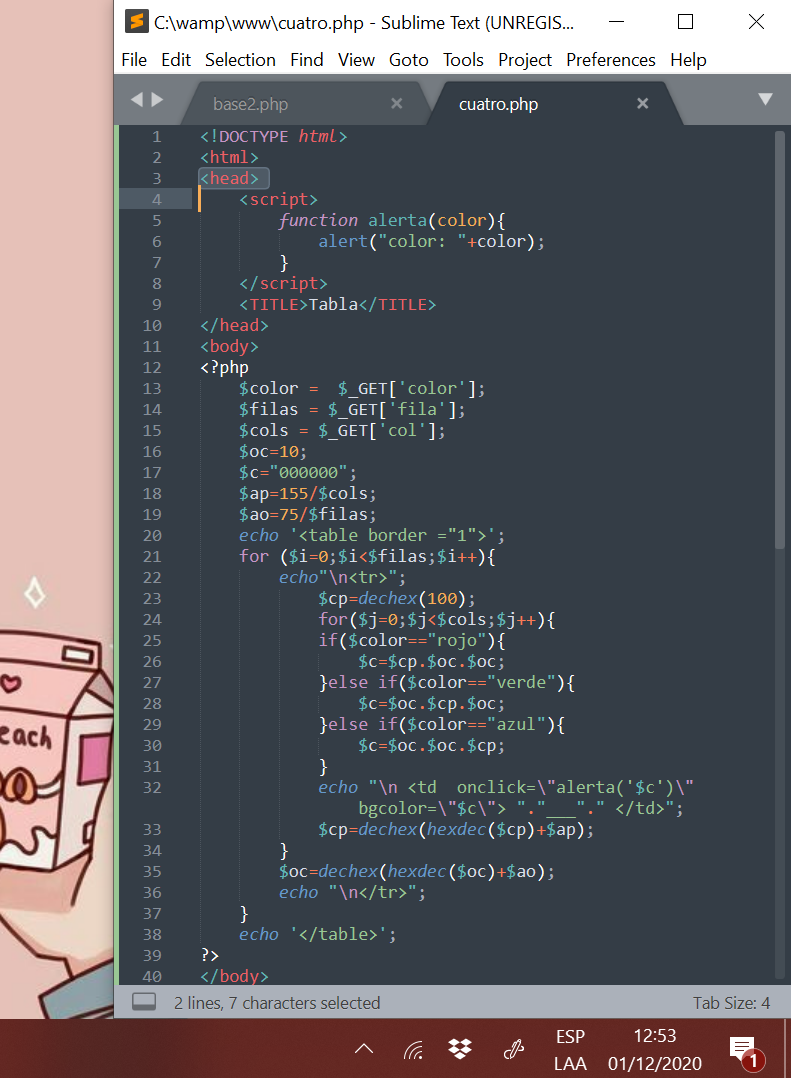 C:\wamp\www\cuatro.php - Sublime Text (UNREGIS...
File Edit Selection Find View Goto Tools Project Preferences Help
base2.php cuatro.php
1 <!DOCTYPE html>
2 <html>
3 <head>
4     <script>
5         function alerta(color){
6             alert("color: "+color);
7         }
8     </script>
9     <TITLE>Tabla</TITLE>
10 </head>
11 <body>
12 <?php
13     $color =  $_GET['color'];
14     $filas = $_GET['fila'];
15     $cols = $_GET['col'];
16     $oc=10;
17     $c="000000";
18     $ap=155/$cols;
19     $ao=75/$filas;
20     echo '<table border ="1">';
21     for ($i=0;$i<$filas;$i++){
22         echo"\n<tr>";
23             $cp=dechex(100);
24             for($j=0;$j<$cols;$j++){
25             if($color=="rojo"){
26                 $c=$cp.$oc.$oc;
27             }else if($color=="verde"){
28                 $c=$oc.$cp.$oc;
29             }else if($color=="azul"){
30                 $c=$oc.$oc.$cp;
31             }
32             echo "\n <td  onclick=\"alerta('$c')\"
bgcolor=\"$c\"> "."___"." </td>";
33             $cp=dechex(hexdec($cp)+$ap);
34         }
35         $oc=dechex(hexdec($oc)+$ao);
36         echo "\n</tr>";
37     }
38     echo '</table>';
39 ?>
40 </body>
each
2 lines, 7 characters selected Tab Size: 4
ESP 12:53
LAA 01/12/2020
1